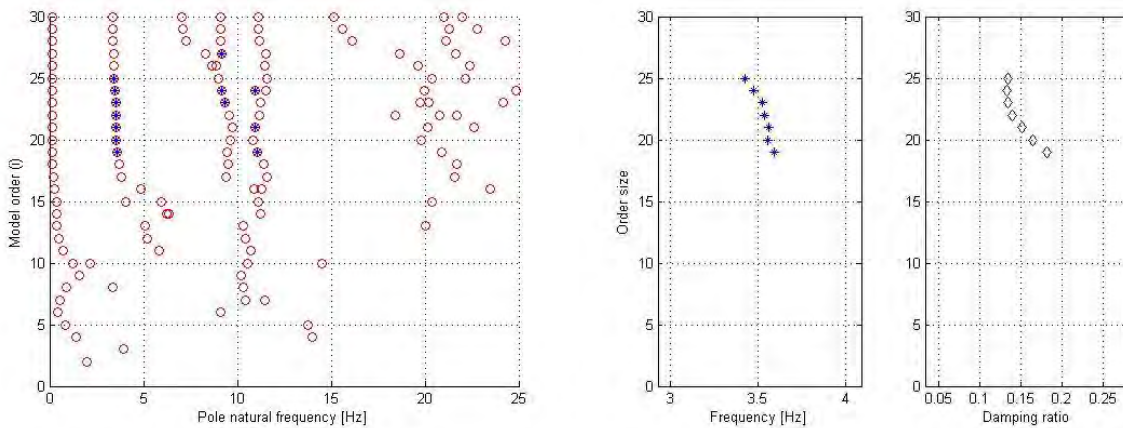 30
25
20
15
10
5
0
Model order (i)
0 5 10 15 20 25
Pole natural frequency [Hz]
30
25
20
15
10
5
0
Order size
3 3.5 4
Frequency [Hz]
30
25
20
15
10
5
0
0.05 0.1 0.15 0.2 0.25
Damping ratio